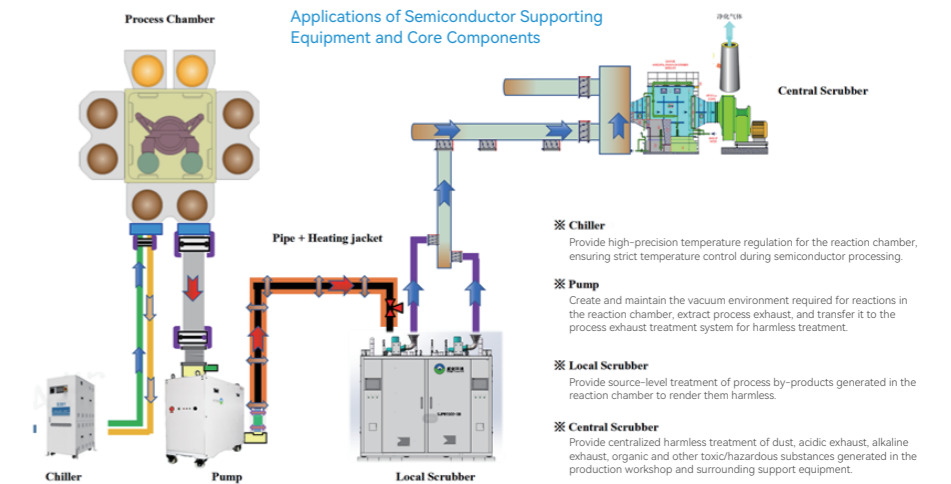 Process Chamber
Applications of Semiconductor Supporting
Equipment and Core Components
净化气体
Central Scrubber
Pipe + Heating jacket
※ Chiller
Provide high-precision temperature regulation for the reaction chamber,
ensuring strict temperature control during semiconductor processing.
※ Pump
Create and maintain the vacuum environment required for reactions in
the reaction chamber, extract process exhaust, and transfer it to the
process exhaust treatment system for harmless treatment.
※ Local Scrubber
Provide source-level treatment of process by-products generated in the
reaction chamber to render them harmless.
※ Central Scrubber
Provide centralized harmless treatment of dust, acidic exhaust, alkaline
exhaust, organic and other toxic/hazardous substances generated in the
production workshop and surrounding support equipment.
Chiller
Pump
Local Scrubber